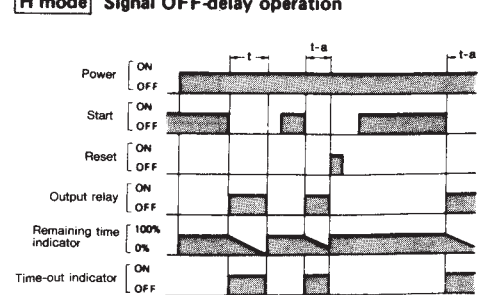 H mode Signal OFF-delay operation
t
t-a
t-a
Power
ON
OFF
Start
ON
OFF
Reset
ON
OFF
Output relay
ON
OFF
Remaining time indicator
100%
0%
Time-out indicator
ON
OFF